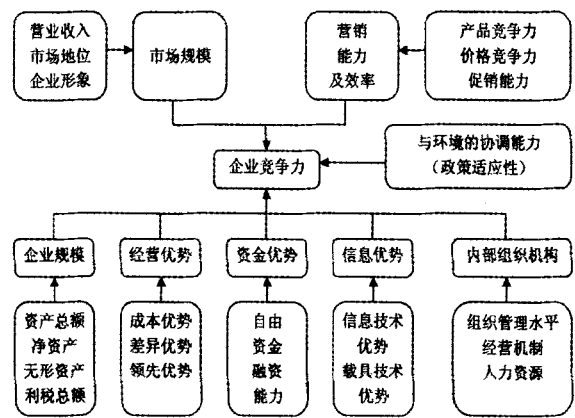 营业收入
市场地位
企业形象
市场规模
营销
能力
及效率
产品竞争力
价格竞争力
促销能力
企业竞争力
与环境的协调能力
（政策适应性）
企业规模
经营优势
资金优势
信息优势
内部组织机构
资产总额
净资产
无形资产
利税总额
成本优势
差异优势
领先优势
自由
资金
融资
能力
信息技术
优势
载具技术
优势
组织管理水平
经营机制
人力资源